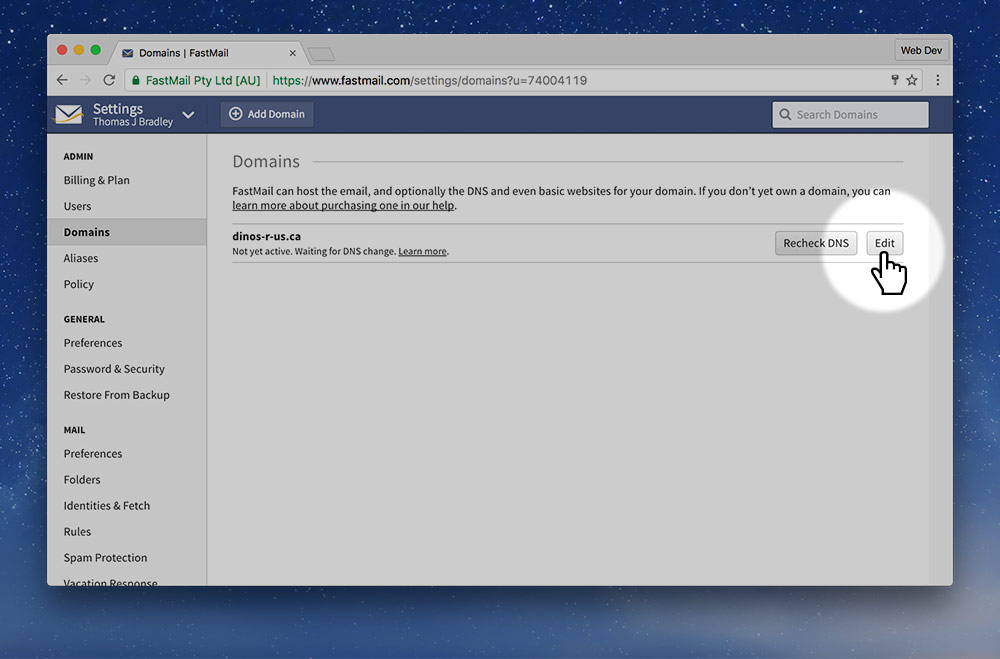 Domains | FastMail
Web Dev
FastMail Pty Ltd [AU] https://www.fastmail.com/settings/domains?u=74004119
Settings
Thomas J Bradley
Add Domain
Search Domains
ADMIN
Billing & Plan
Users
Domains
Aliases
Policy
GENERAL
Preferences
Password & Security
Restore From Backup
MAIL
Preferences
Folders
Identities & Fetch
Rules
Spam Protection
Vacation Response
Domains
FastMail can host the email, and optionally the DNS and even basic websites for your domain. If you don’t yet own a domain, you can
learn more about purchasing one in our help.
dinos-r-us.ca
Not yet active. Waiting for DNS change. Learn more.
Recheck DNS
Edit